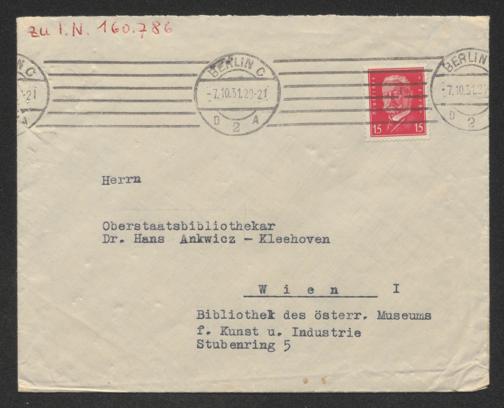 zu I.N. 160.786
BERLIN C
-7.10.31.20-21
D 2 A
BERLIN C
-7.10.31.20-21
D 2 A
15 15
Herrn
Oberstaatsbibliothekar
Dr. Hans Ankwicz - Kleehoven
W i e n I
Bibliothek des österr. Museums
f. Kunst u. Industrie
Stubenring 5